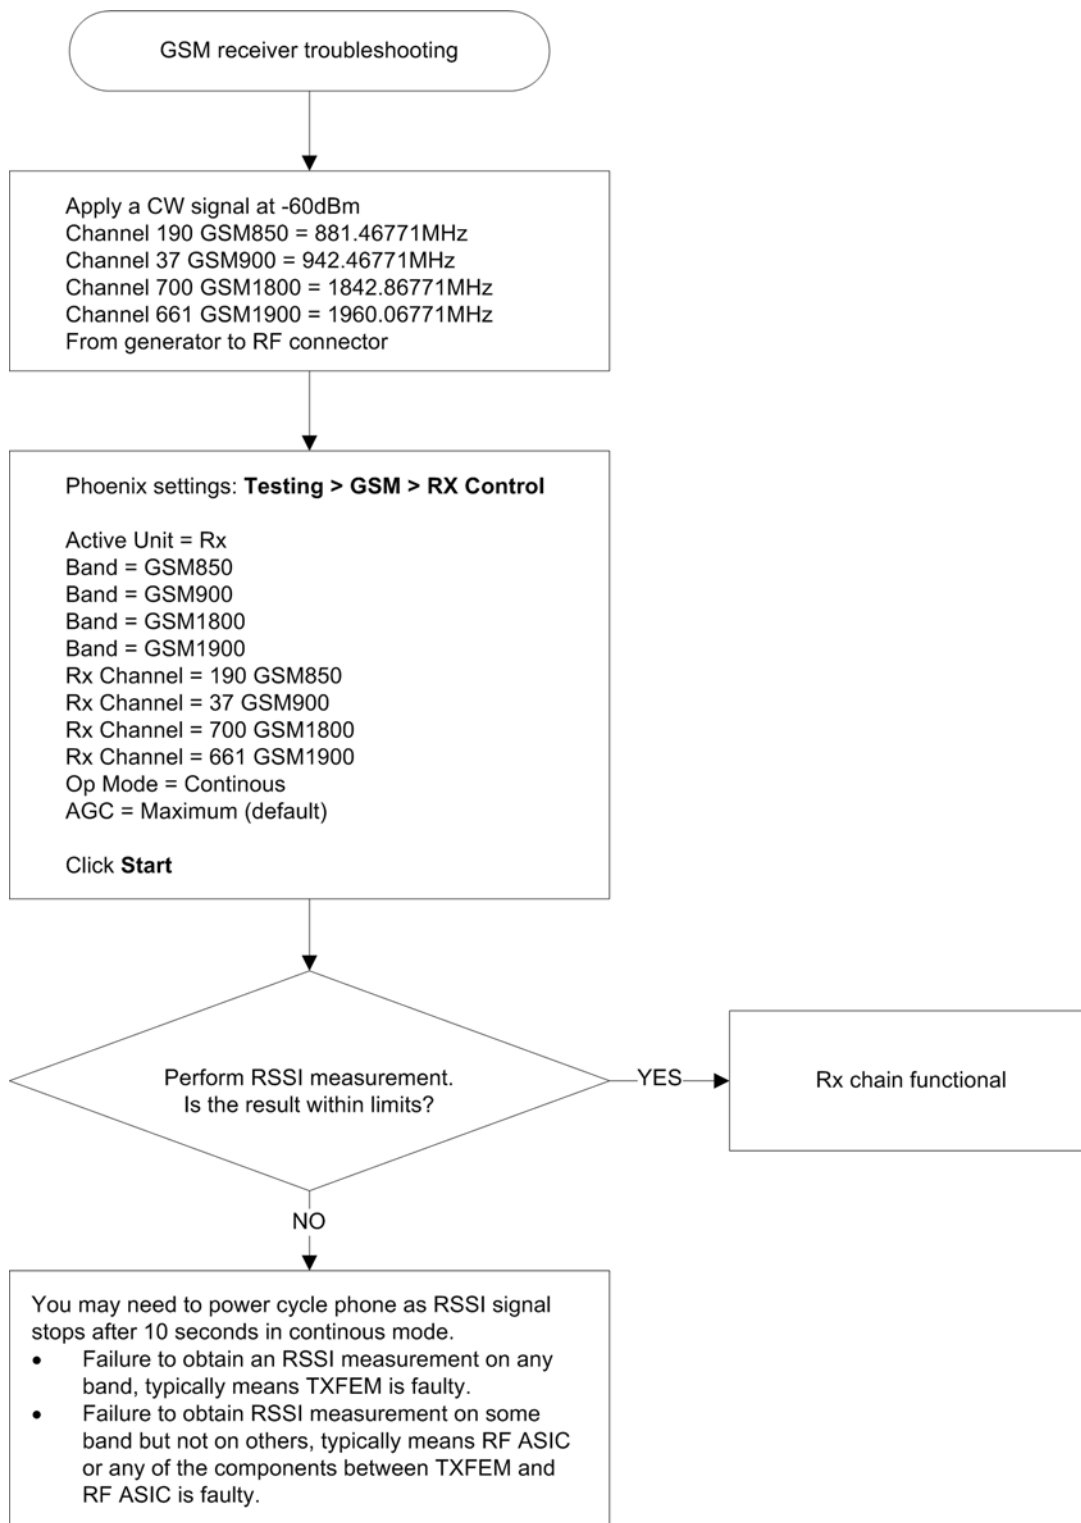 GSM receiver troubleshooting
Apply a CW signal at -60dBm
Channel 190 GSM850 = 881.46771MHz
Channel 37 GSM900 = 942.46771MHz
Channel 700 GSM1800 = 1842.86771MHz
Channel 661 GSM1900 = 1960.06771MHz
From generator to RF connector
Phoenix settings: Testing > GSM > RX Control
Active Unit = Rx
Band = GSM850
Band = GSM900
Band = GSM1800
Band = GSM1900
Rx Channel = 190 GSM850
Rx Channel = 37 GSM900
Rx Channel = 700 GSM1800
Rx Channel = 661 GSM1900
Op Mode = Continous
AGC = Maximum (default)
Click Start
Perform RSSI measurement.
Is the result within limits?
YES
Rx chain functional
NO
You may need to power cycle phone as RSSI signal
stops after 10 seconds in continous mode.
• Failure to obtain an RSSI measurement on any
band, typically means TXFEM is faulty.
• Failure to obtain RSSI measurement on some
band but not on others, typically means RF ASIC
or any of the components between TXFEM and
RF ASIC is faulty.